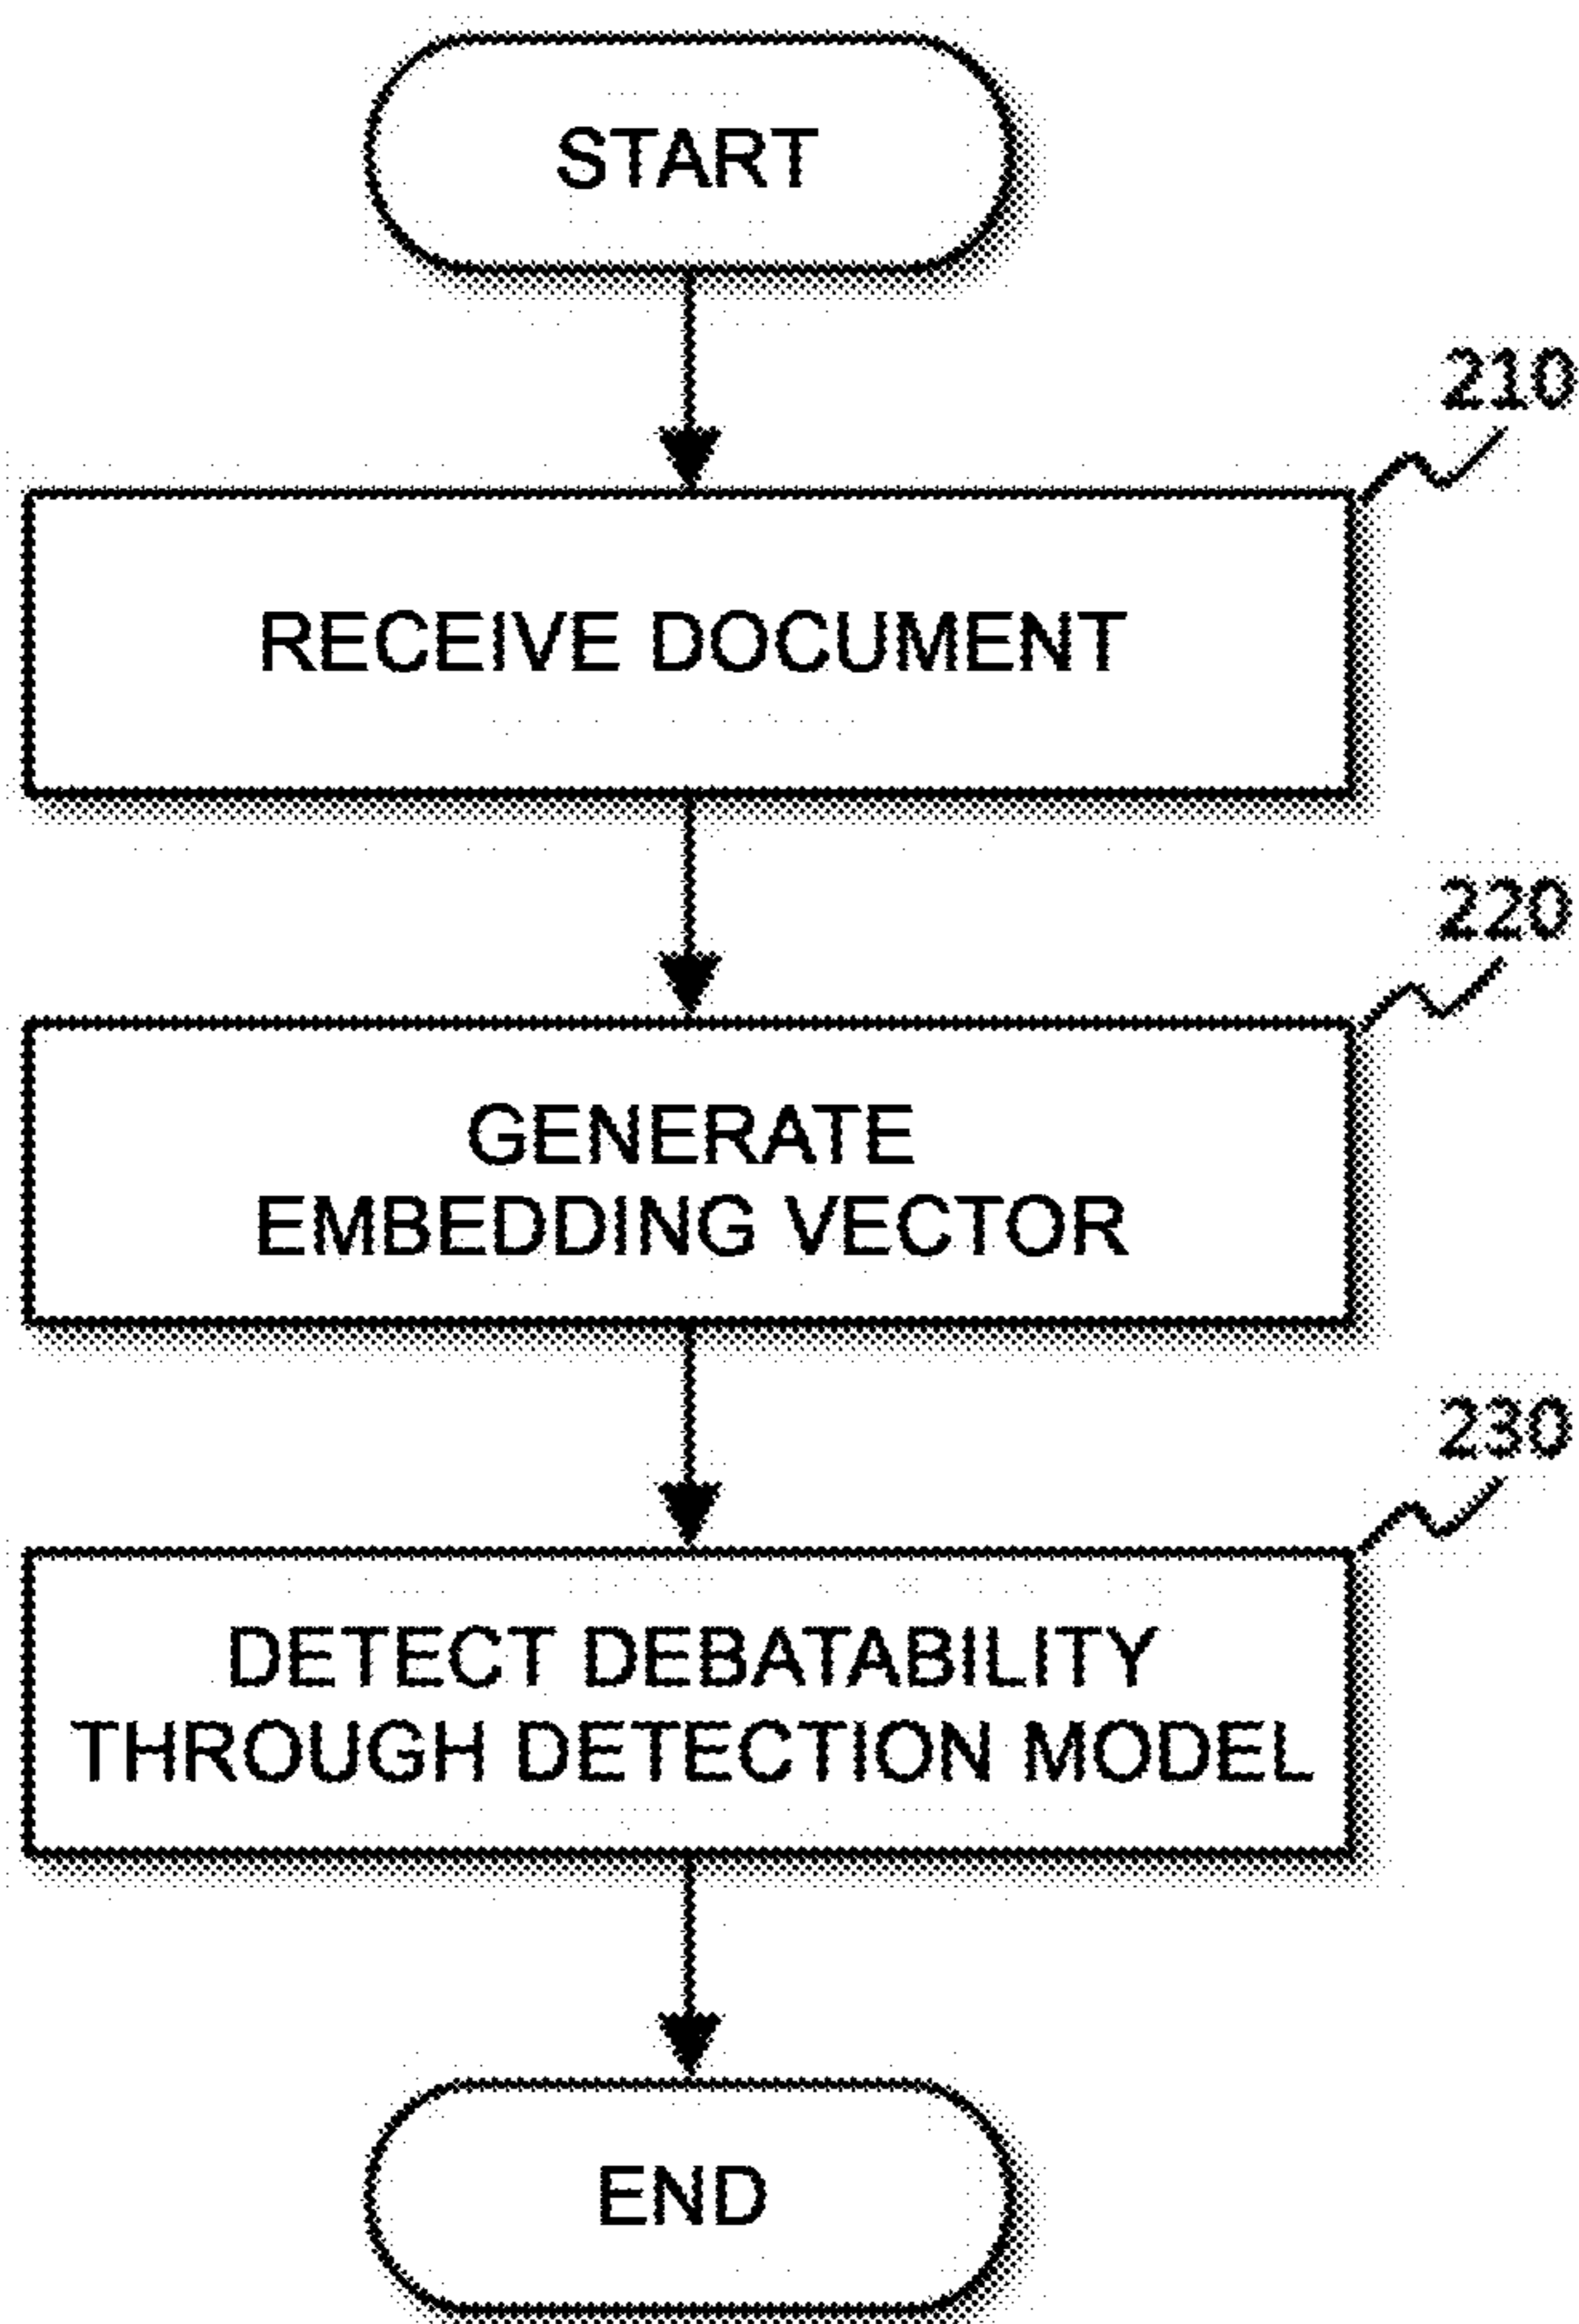 START
210
RECEIVE DOCUMENT
220
GENERATE
EMBEDDING VECTOR
230
DETECT DEBATABILITY
THROUGH DETECTION MODEL
END